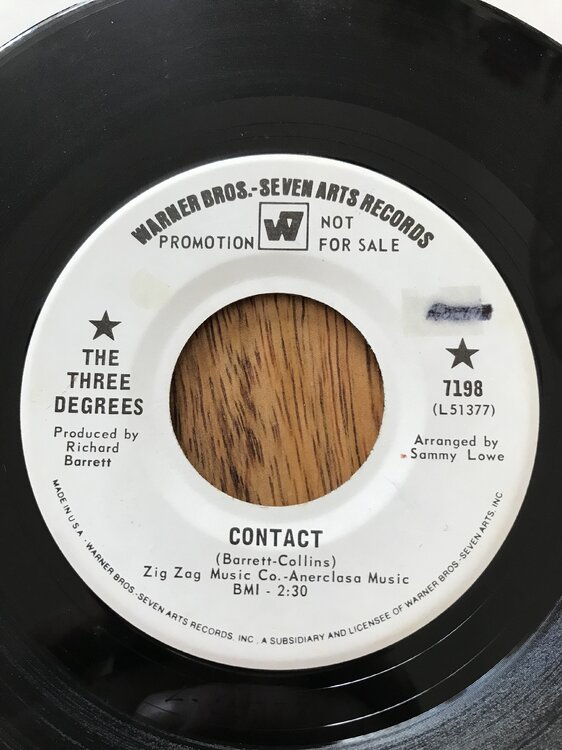 WARNER BROS.-SEVEN ARTS RECORDS
PROMOTION W7 NOT
FOR SALE
THE
THREE
DEGREES
Produced by
Richard
Barrett
7198
(L51377)
Arranged by
Sammy Lowe
CONTACT
(Barrett-Collins)
Zig Zag Music Co.-Anerclasa Music
BMI - 2:30
MADE IN U.S.A. · WARNER BROS.-SEVEN ARTS RECORDS, INC., A SUBSIDIARY AND LICENSEE OF WARNER BROS.-SEVEN ARTS, INC.